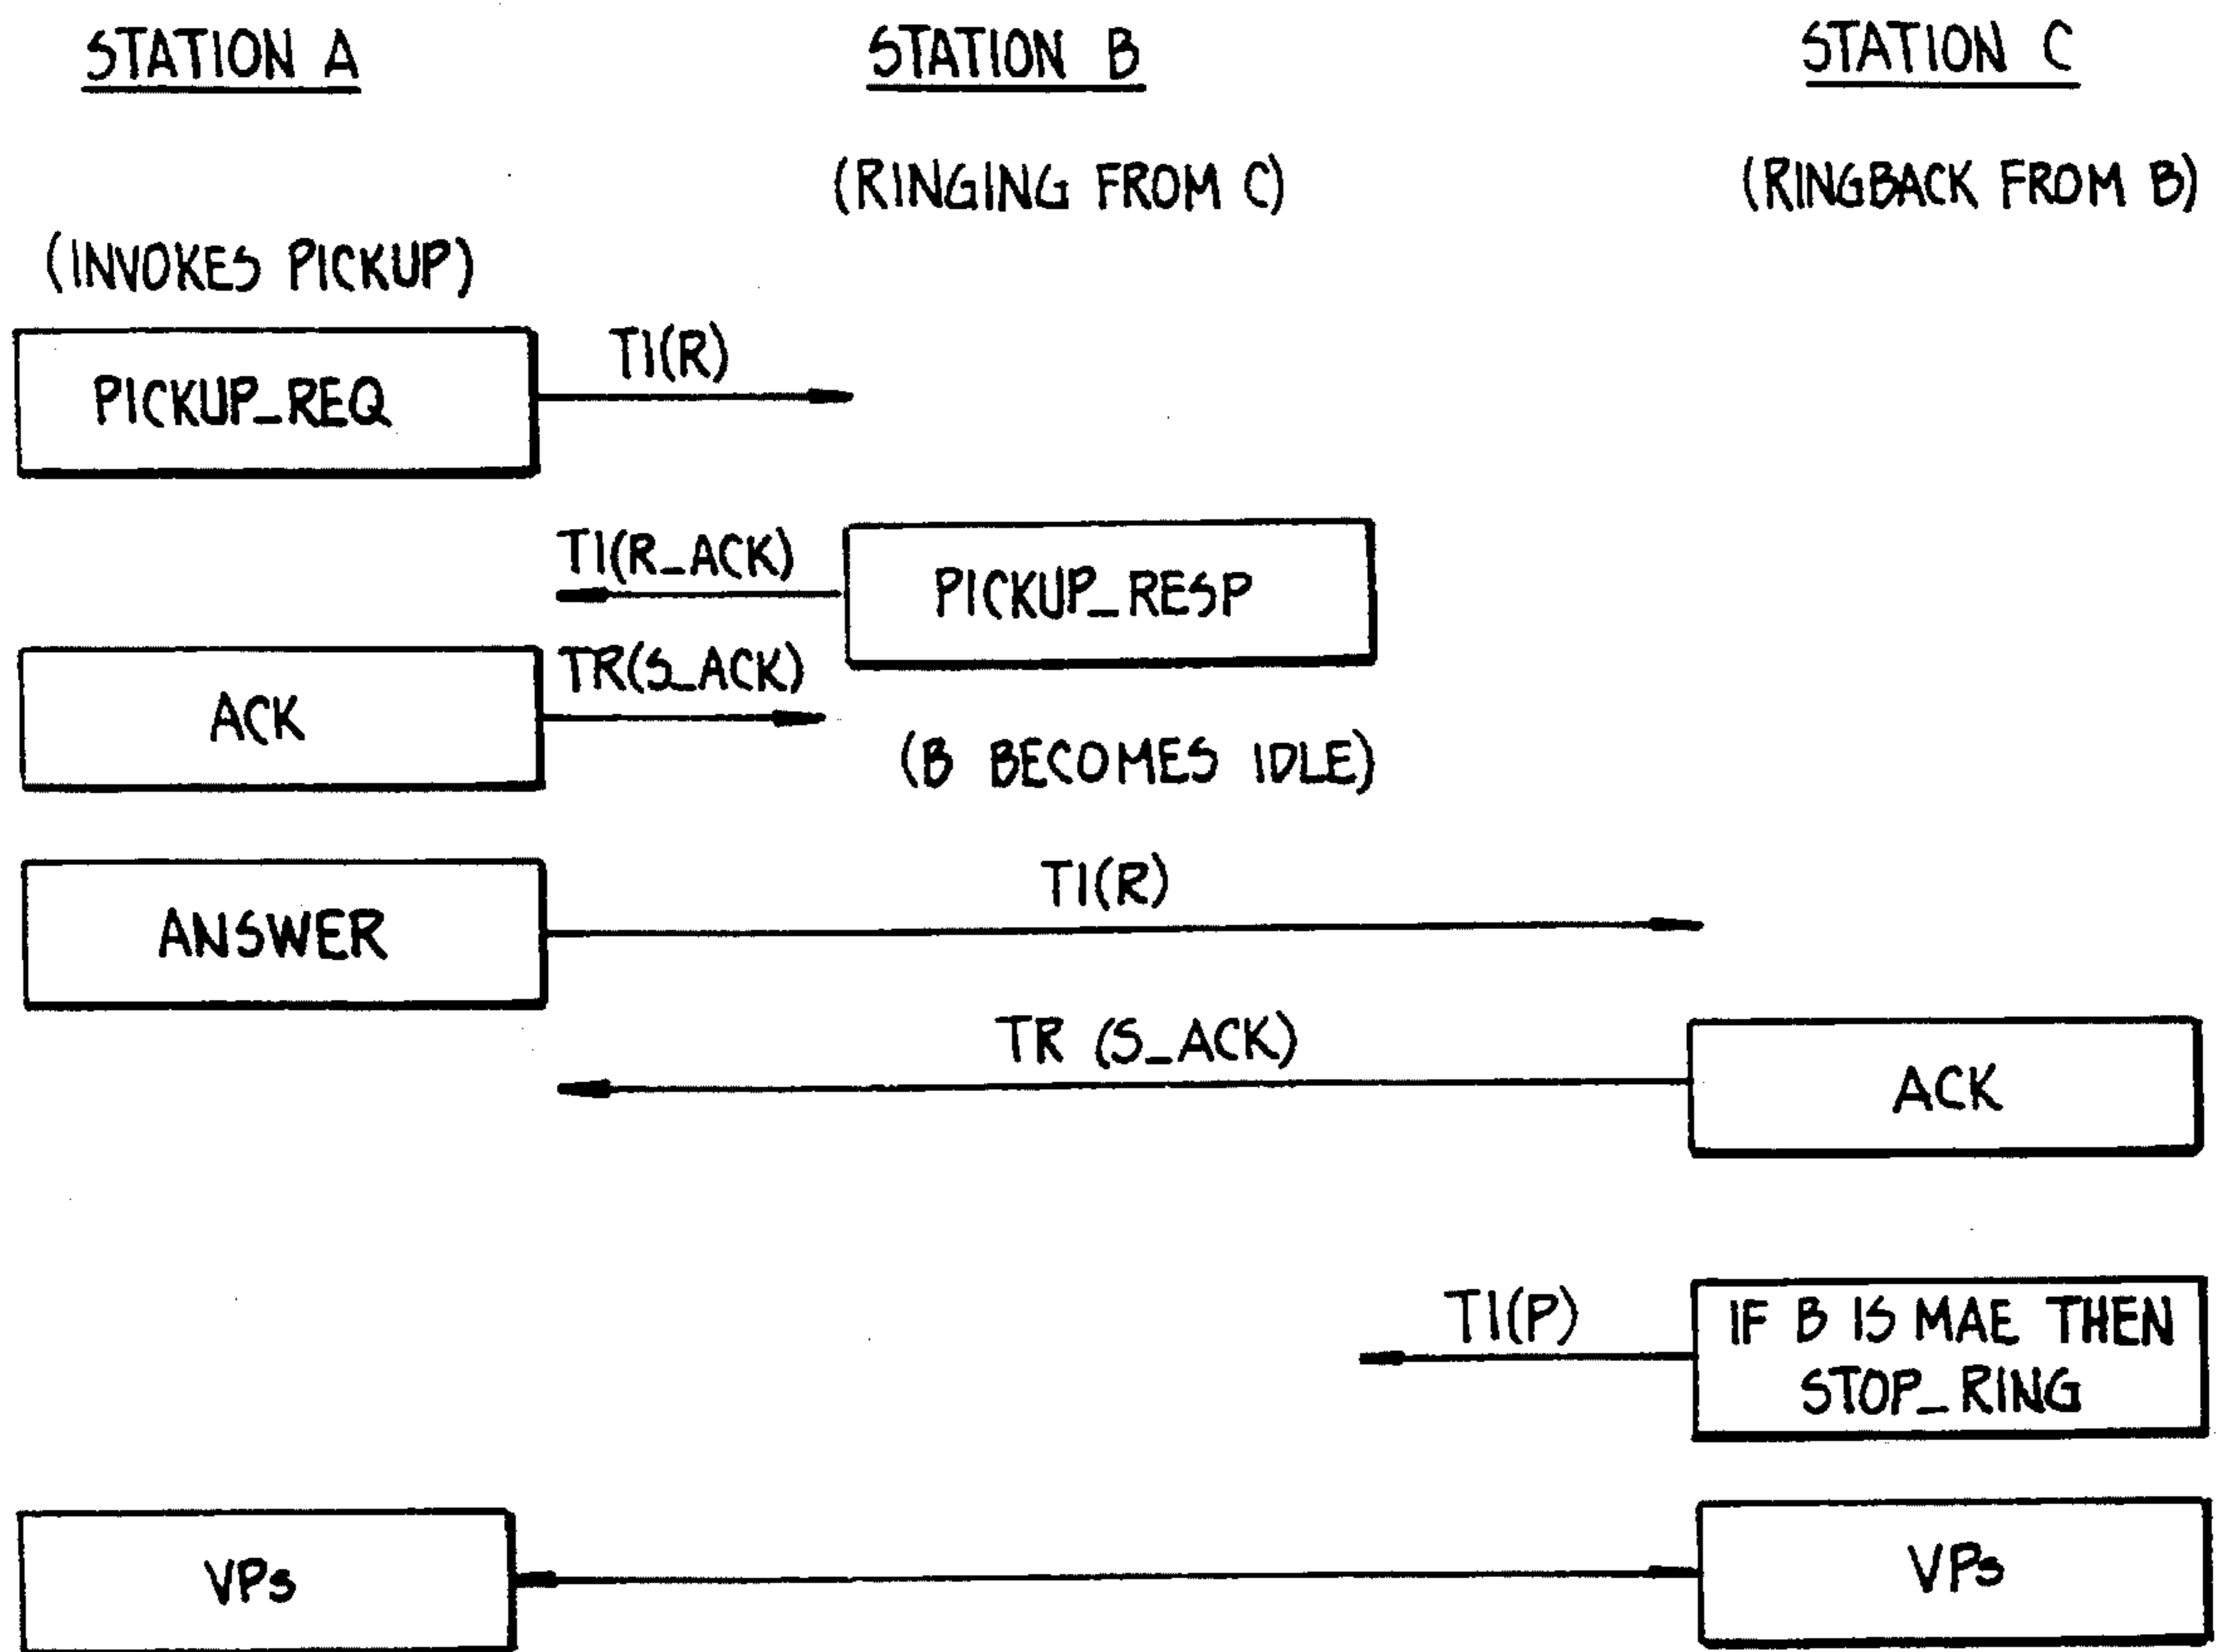 STATION A
STATION B
STATION C
(RINGING FROM C)
(RINGBACK FROM B)
(INVOKES PICKUP)
PICKUP_REQ
TI(R)
TI(R_ACK)
PICKUP_RESP
ACK
TR(S_ACK)
(B BECOMES IDLE)
ANSWER
TI(R)
TR (S_ACK)
ACK
TI(P)
IF B IS MAE THEN
STOP_RING
VPs
VPs